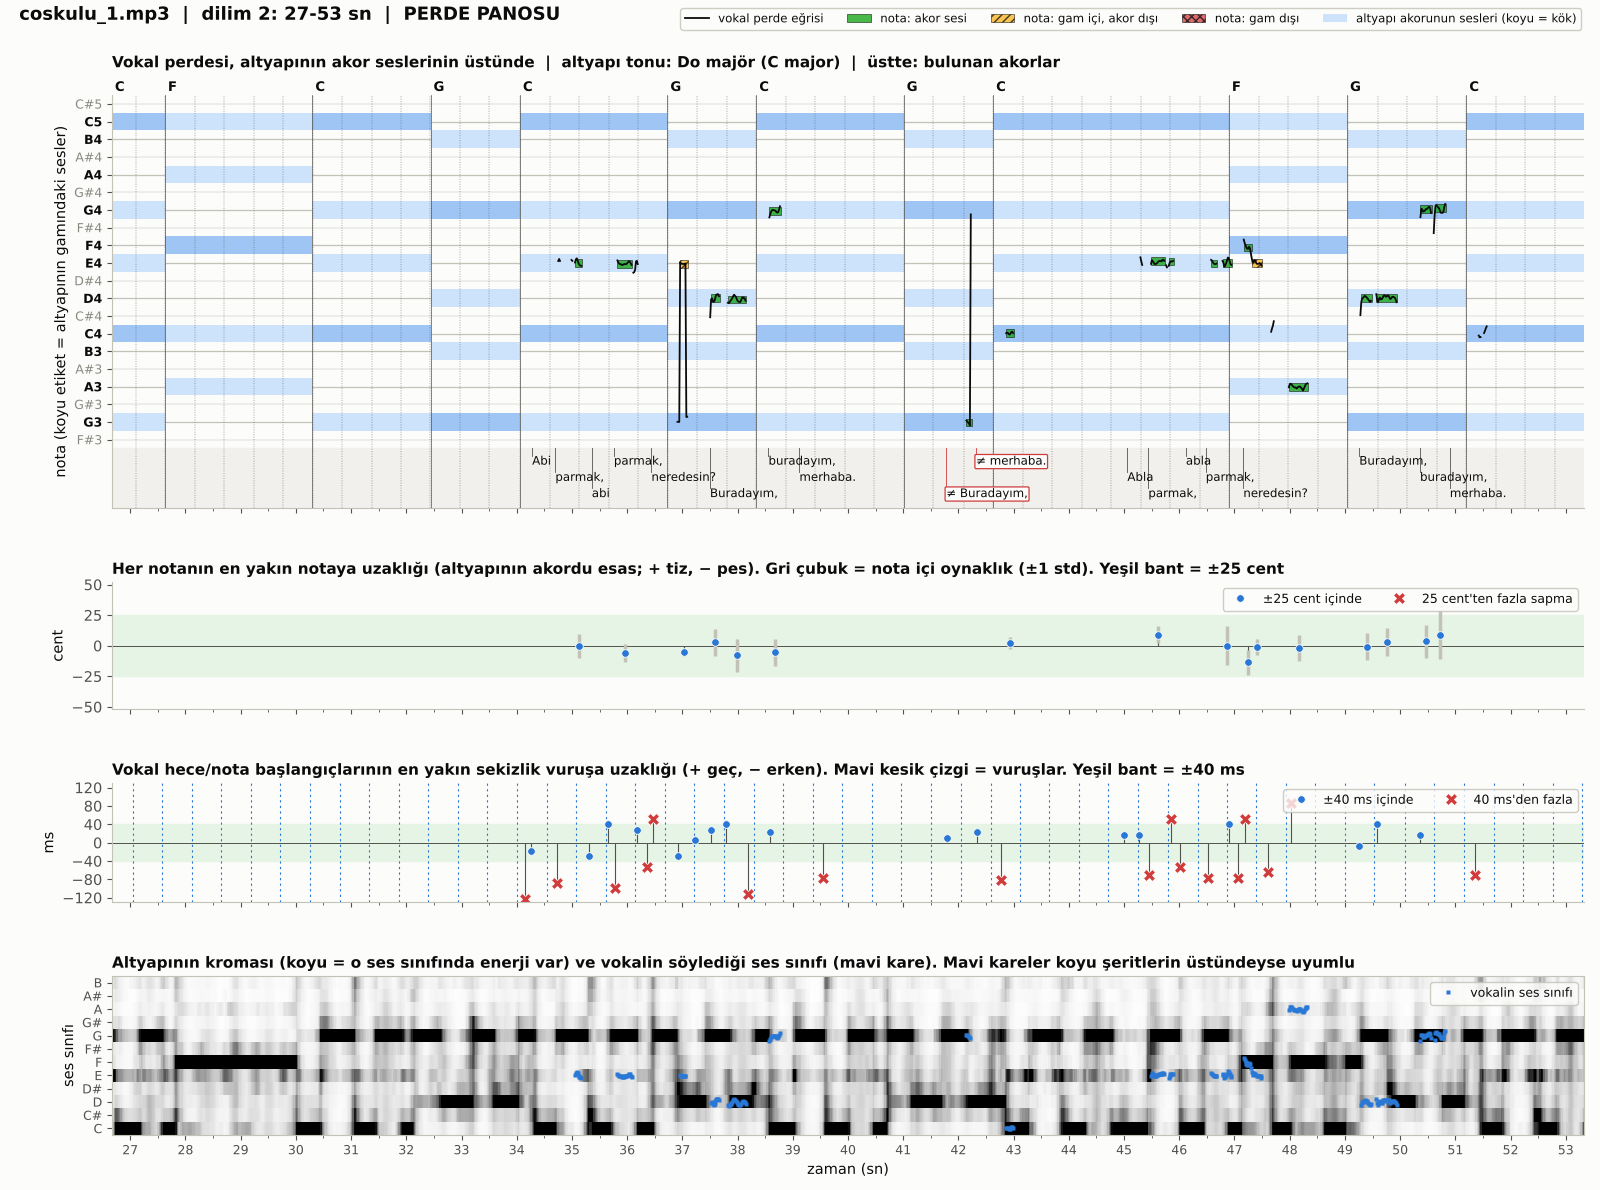 coskulu_1.mp3 | dilim 2: 27-53 sn | PERDE PANOSU
vokal perde eğrisi
nota: akor sesi
nota: gam içi, akor dışı
nota: gam dışı
altyapı akorunun sesleri (koyu = kök)
Vokal perdesi, altyapının akor seslerinin üstünde | altyapı tonu: Do majör (C major) | üstte: bulunan akorlar
C F C G C G C G C F G C
nota (koyu etiket = altyapının gamındaki sesler)
C#5
C5
B4
A#4
A4
G#4
G4
F#4
F4
E4
D#4
D4
C#4
C4
B3
A#3
A3
G#3
G3
F#3
Abi parmak, buradayım, ≠ merhaba. abla Buradayım,
parmak, neredesin? merhaba. Abla parmak, buradayım,
abi Buradayım, ≠ Buradayım, parmak, neredesin? merhaba.
Her notanın en yakın notaya uzaklığı (altyapının akordu esas; + tiz, − pes). Gri çubuk = nota içi oynaklık (±1 std). Yeşil bant = ±25 cent
cent
50
25
0
−25
−50
±25 cent içinde
25 cent'ten fazla sapma
Vokal hece/nota başlangıçlarının en yakın sekizlik vuruşa uzaklığı (+ geç, − erken). Mavi kesik çizgi = vuruşlar. Yeşil bant = ±40 ms
ms
120
80
40
0
−40
−80
−120
±40 ms içinde
40 ms'den fazla
Altyapının kroması (koyu = o ses sınıfında enerji var) ve vokalin söylediği ses sınıfı (mavi kare). Mavi kareler koyu şeritlerin üstündeyse uyumlu
ses sınıfı
B
A#
A
G#
G
F#
F
E
D#
D
C#
C
vokalin ses sınıfı
27 28 29 30 31 32 33 34 35 36 37 38 39 40 41 42 43 44 45 46 47 48 49 50 51 52 53
zaman (sn)